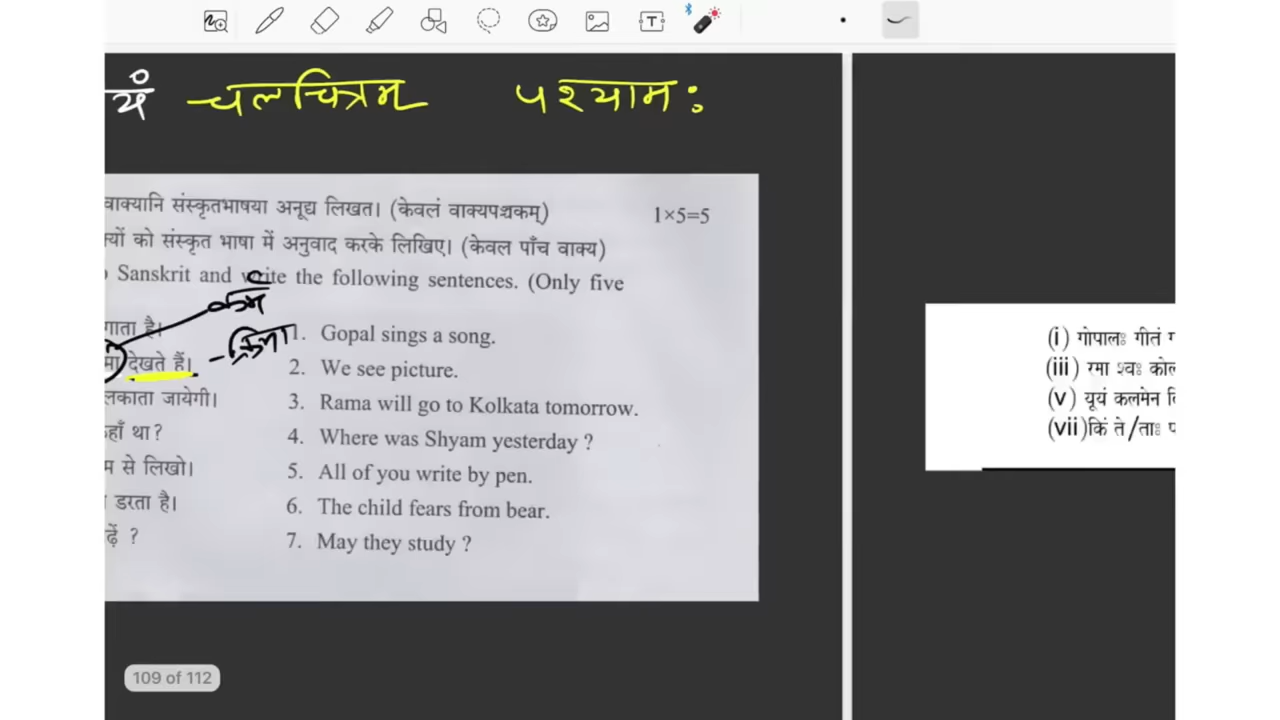 यं चलचित्रम् पश्यामः
वाक्यानि संस्कृतभाषया अनूद्य लिखत। (केवलं वाक्यपञ्चकम्) 1×5=5
यों को संस्कृत भाषा में अनुवाद करके लिखिए। (केवल पाँच वाक्य)
Sanskrit and write the following sentences. (Only five
कर्म
गाता है। 1. Gopal sings a song.
मा देखते हैं। - क्रिया 2. We see picture.
लकाता जायेगी। 3. Rama will go to Kolkata tomorrow.
कहाँ था? 4. Where was Shyam yesterday ?
म से लिखो। 5. All of you write by pen.
डरता है। 6. The child fears from bear.
ढ़ें ? 7. May they study ?
(i) गोपालः गीतं
(iii) रमा श्वः कोल
(v) यूयं कलमेन
(vii) किं ते/ताः प
109 of 112